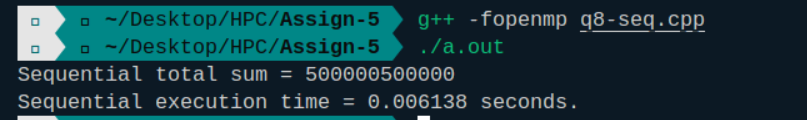 ~/Desktop/HPC/Assign-5 g++ -fopenmp q8-seq.cpp
~/Desktop/HPC/Assign-5 ./a.out
Sequential total sum = 500000500000
Sequential execution time = 0.006138 seconds.